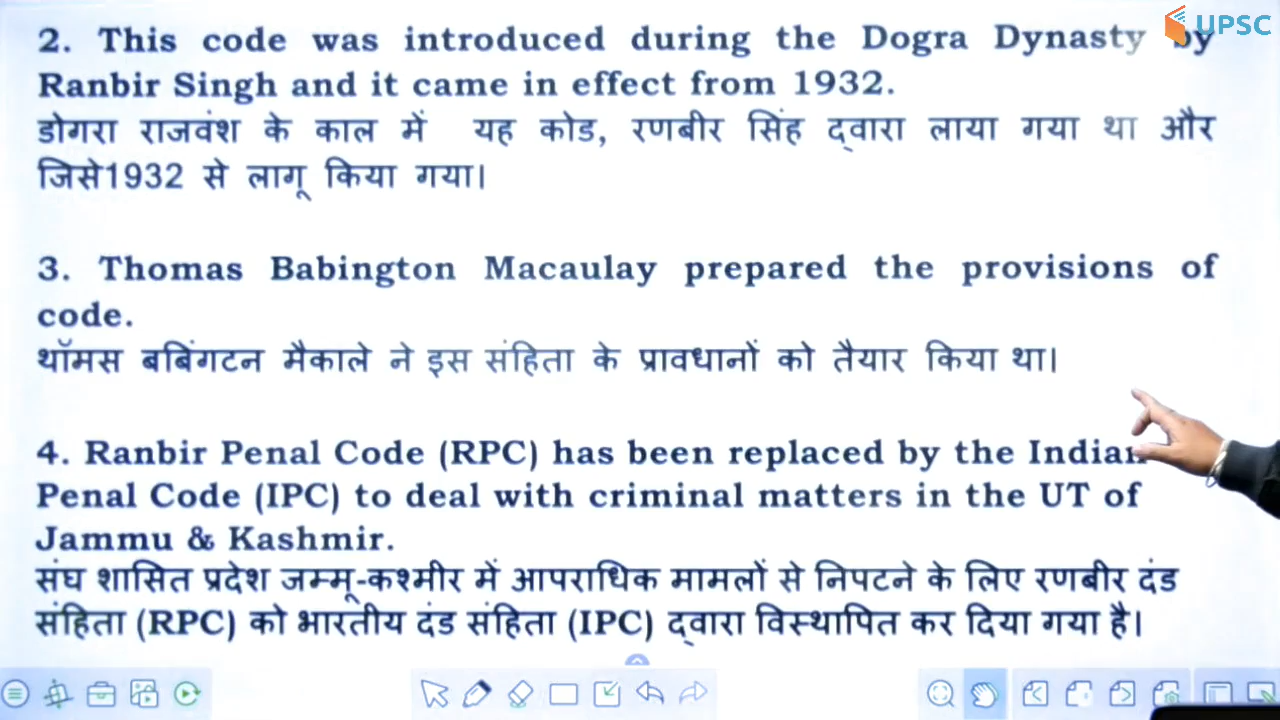 UPSC
2. This code was introduced during the Dogra Dynasty by
Ranbir Singh and it came in effect from 1932.
डोगरा राजवंश के काल में यह कोड, रणबीर सिंह द्वारा लाया गया था और
जिसे1932 से लागू किया गया।
3. Thomas Babington Macaulay prepared the provisions of
code.
थॉमस बबिंगटन मैकाले ने इस संहिता के प्रावधानों को तैयार किया था।
4. Ranbir Penal Code (RPC) has been replaced by the Indian
Penal Code (IPC) to deal with criminal matters in the UT of
Jammu & Kashmir.
संघ शासित प्रदेश जम्मू-कश्मीर में आपराधिक मामलों से निपटने के लिए रणबीर दंड
संहिता (RPC) को भारतीय दंड संहिता (IPC) द्वारा विस्थापित कर दिया गया है।